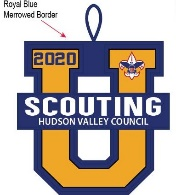 Royal Blue
Merrowed Border
2020
SCOUTING
HUDSON VALLEY COUNCIL